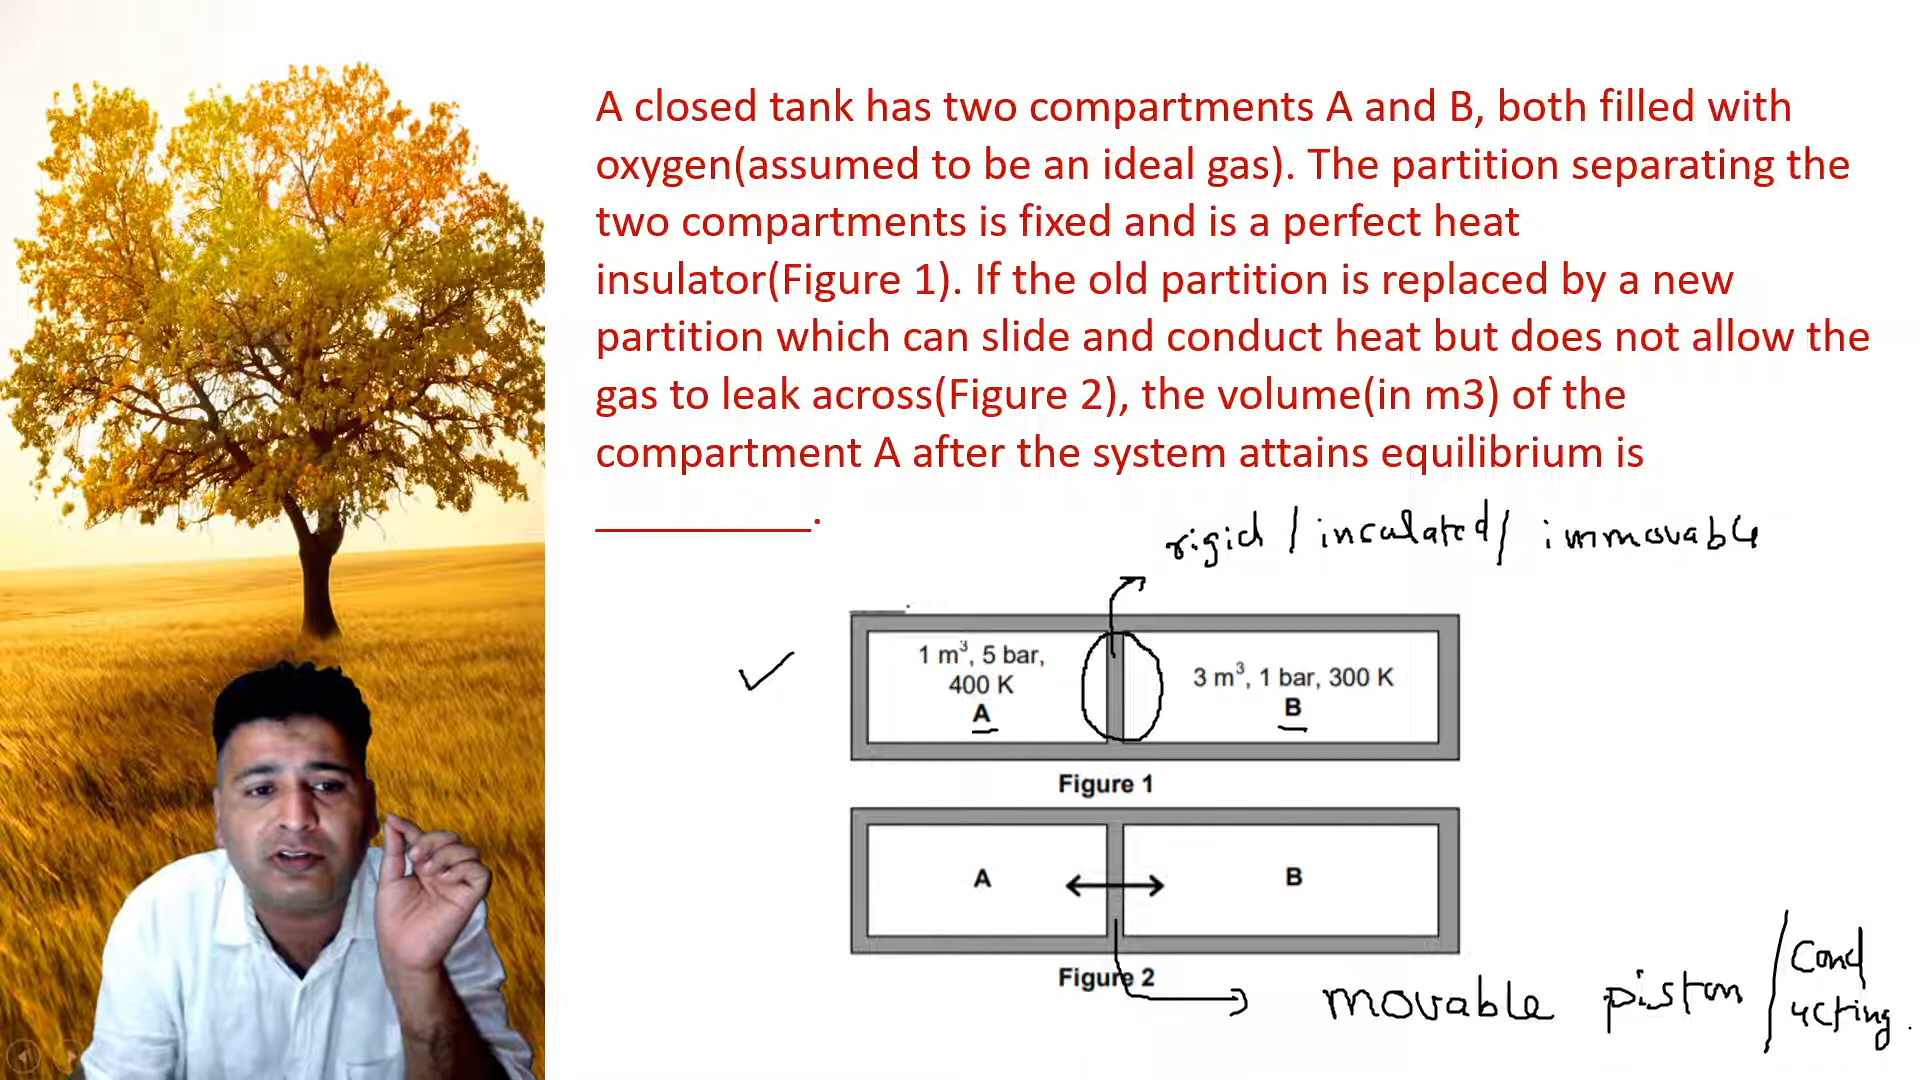 A closed tank has two compartments A and B, both filled with
oxygen(assumed to be an ideal gas). The partition separating the
two compartments is fixed and is a perfect heat
insulator(Figure 1). If the old partition is replaced by a new
partition which can slide and conduct heat but does not allow the
gas to leak across(Figure 2), the volume(in m3) of the
compartment A after the system attains equilibrium is
___________.
rigid / inculated / immovable
1 m³, 5 bar,
400 K
A
3 m³, 1 bar, 300 K
B
Figure 1
A
B
Figure 2
movable piston / Cond
ucting.